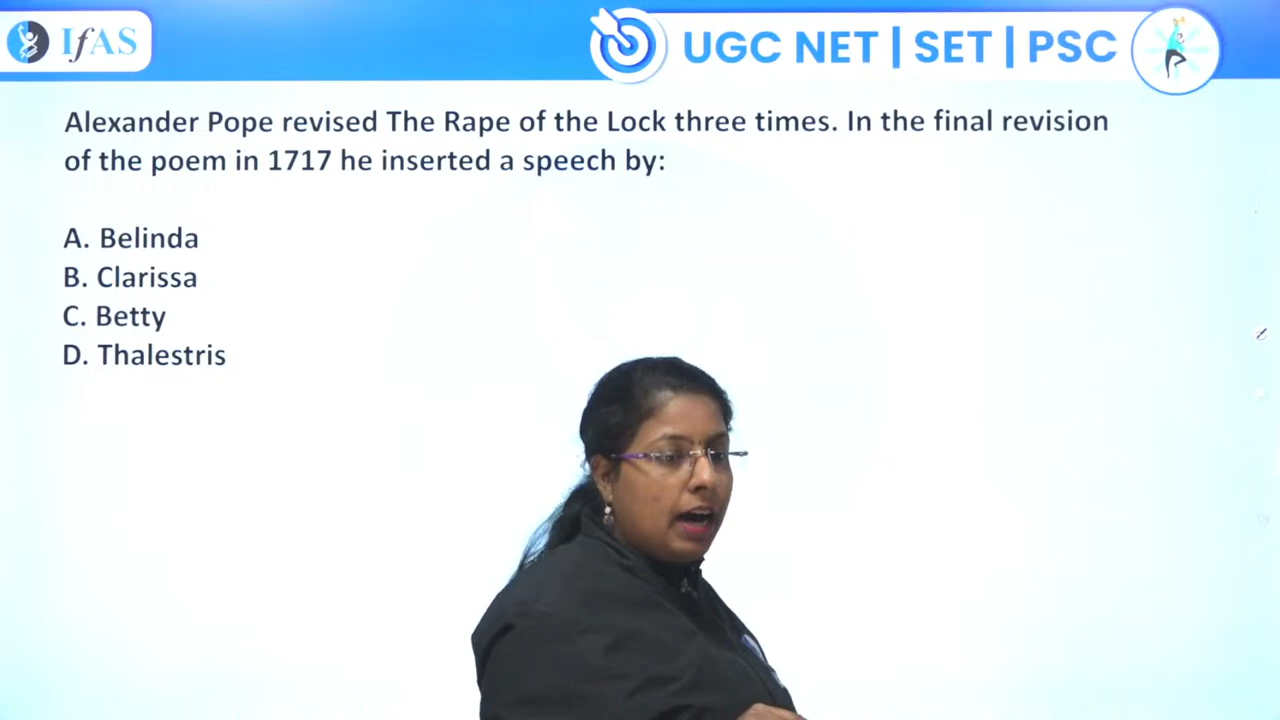 IfAS
UGC NET | SET | PSC
Alexander Pope revised The Rape of the Lock three times. In the final revision
of the poem in 1717 he inserted a speech by:
A. Belinda
B. Clarissa
C. Betty
D. Thalestris